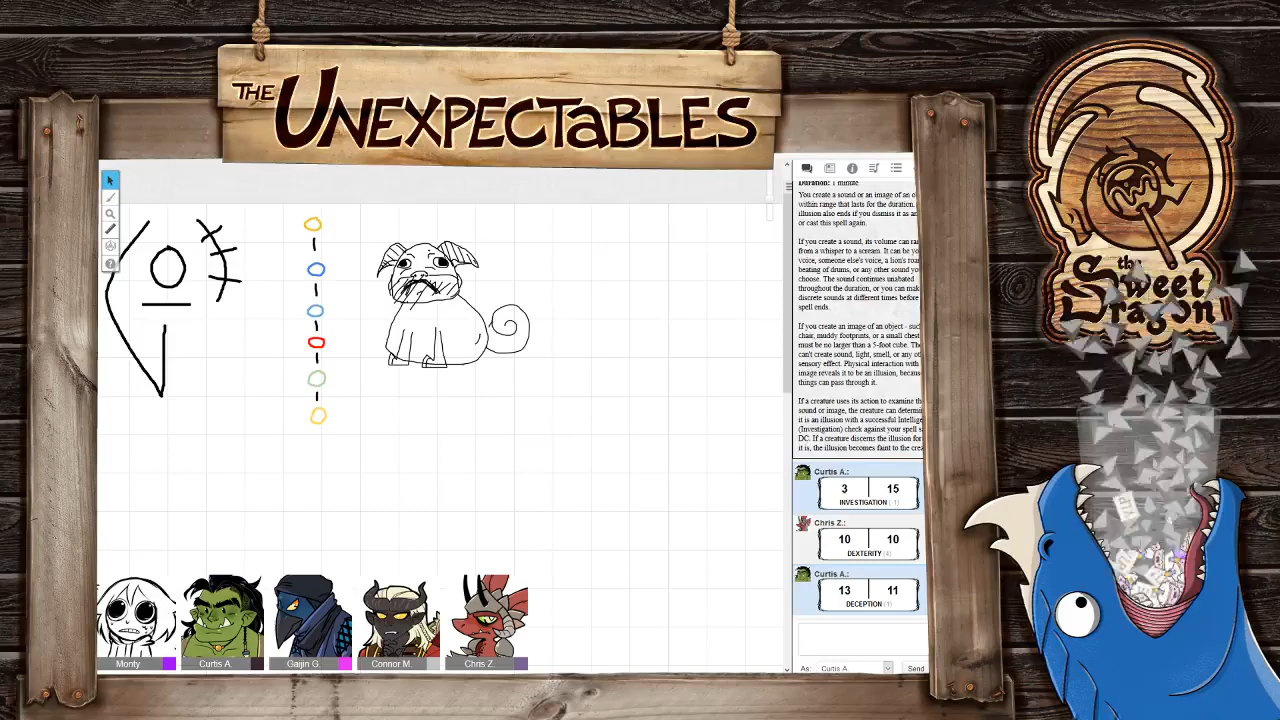 THE UNEXPECTABLES
the Sweet Dragon
Duration: 1 minute
You create a sound or an image of an o
within range that lasts for the duration.
illusion also ends if you dismiss it as an
or cast this spell again.
If you create a sound, its volume can ra
from a whisper to a scream. It can be yo
voice, someone else's voice, a lion's roar
beating of drums, or any other sound yo
choose. The sound continues unabated
throughout the duration, or you can mak
discrete sounds at different times before
spell ends.
If you create an image of an object - suc
chair, muddy footprints, or a small chest
must be no larger than a 5-foot cube. The
can't create sound, light, smell, or any ot
sensory effect. Physical interaction with
image reveals it to be an illusion, becaus
things can pass through it.
If a creature uses its action to examine th
sound or image, the creature can determi
it is an illusion with a successful Intellige
(Investigation) check against your spell s
DC. If a creature discerns the illusion for
it is, the illusion becomes faint to the crea
Curtis A.:
3 15
INVESTIGATION (-1)
Chris Z.:
10 10
DEXTERITY (4)
Curtis A.:
13 11
DECEPTION (1)
As: Curtis A. Send
Monty
Curtis A.
Gaijin G.
Connor M.
Chris Z.